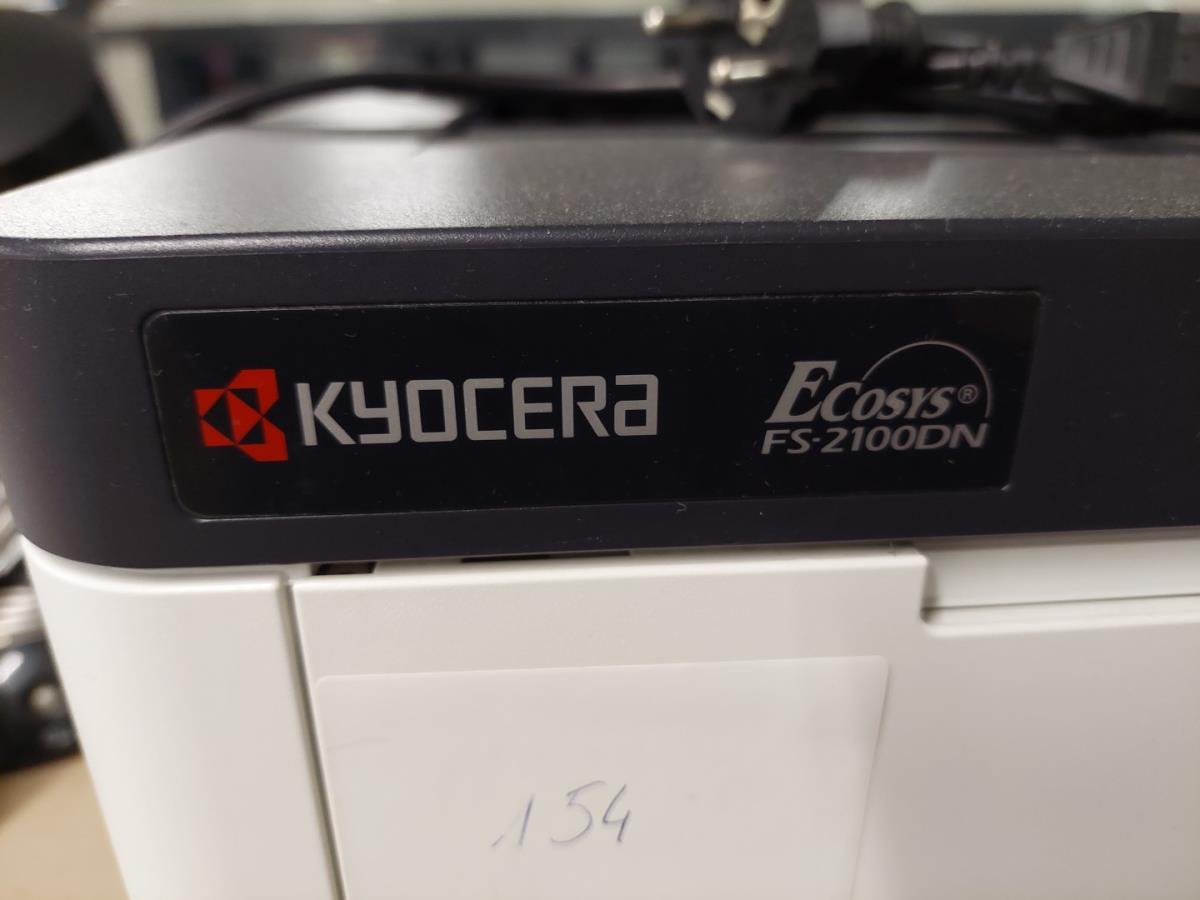 KYOCERA
ECOSYS®
FS-2100DN
154